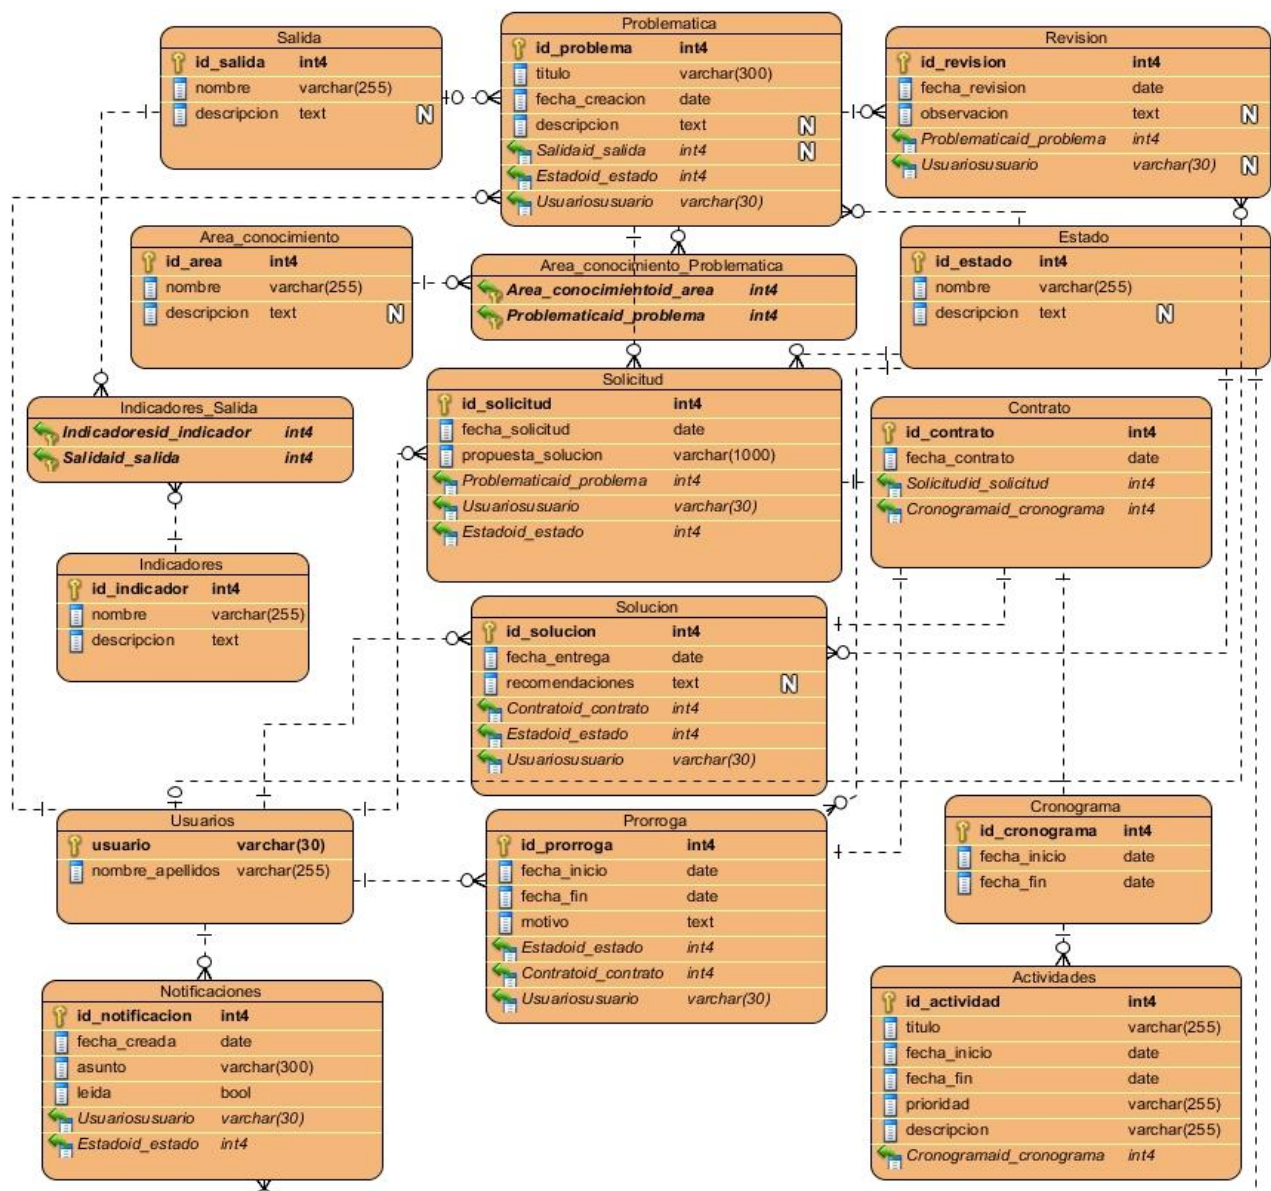 Salida
id_salida int4
nombre varchar(255)
descripcion text N
Problematica
id_problema int4
titulo varchar(300)
fecha_creacion date
descripcion text N
Salidaid_salida int4 N
Estadoid_estado int4
Usuariosusuario varchar(30)
Revision
id_revision int4
fecha_revision date
observacion text N
Problematicaid_problema int4
Usuariosusuario varchar(30) N
Area_conocimiento
id_area int4
nombre varchar(255)
descripcion text N
Area_conocimiento_Problematica
Area_conocimientoid_area int4
Problematicaid_problema int4
Estado
id_estado int4
nombre varchar(255)
descripcion text N
Indicadores_Salida
Indicadoresid_indicador int4
Salidaid_salida int4
Solicitud
id_solicitud int4
fecha_solicitud date
propuesta_solucion varchar(1000)
Problematicaid_problema int4
Usuariosusuario varchar(30)
Estadoid_estado int4
Contrato
id_contrato int4
fecha_contrato date
Solicitudid_solicitud int4
Cronogramaid_cronograma int4
Indicadores
id_indicador int4
nombre varchar(255)
descripcion text
Solucion
id_solucion int4
fecha_entrega date
recomendaciones text N
Contratoid_contrato int4
Estadoid_estado int4
Usuariosusuario varchar(30)
Usuarios
usuario varchar(30)
nombre_apellidos varchar(255)
Prorroga
id_prorroga int4
fecha_inicio date
fecha_fin date
motivo text
Estadoid_estado int4
Contratoid_contrato int4
Usuariosusuario varchar(30)
Cronograma
id_cronograma int4
fecha_inicio date
fecha_fin date
Notificaciones
id_notificacion int4
fecha_creada date
asunto varchar(300)
leida bool
Usuariosusuario varchar(30)
Estadoid_estado int4
Actividades
id_actividad int4
titulo varchar(255)
fecha_inicio date
fecha_fin date
prioridad varchar(255)
descripcion varchar(255)
Cronogramaid_cronograma int4